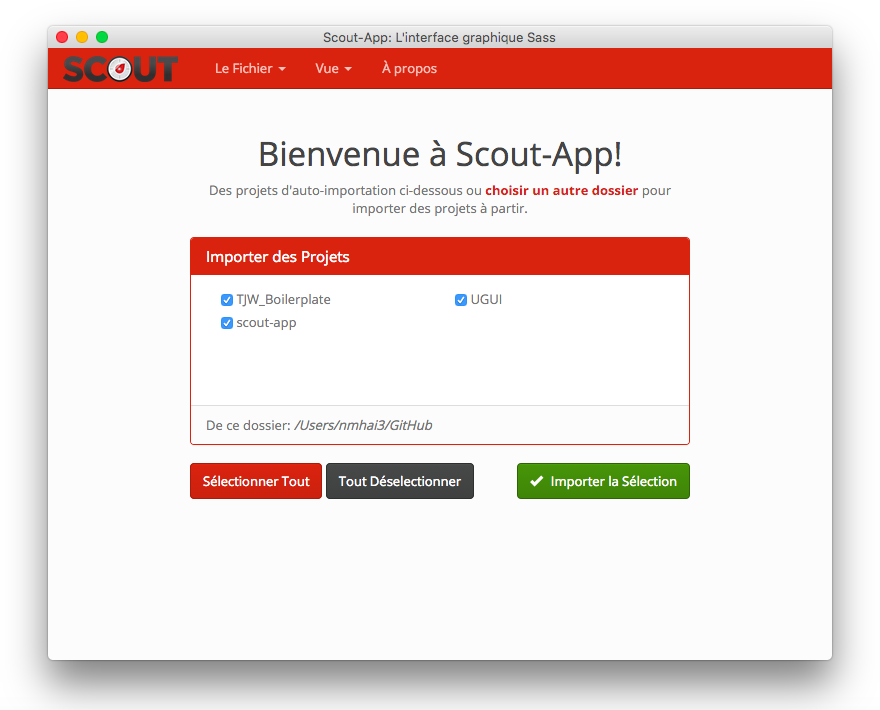 Scout-App: L'interface graphique Sass
SCOUT Le Fichier Vue À propos
Bienvenue à Scout-App!
Des projets d'auto-importation ci-dessous ou choisir un autre dossier pour
importer des projets à partir.
Importer des Projets
TJW_Boilerplate UGUI
scout-app
De ce dossier: /Users/nmhai3/GitHub
Sélectionner Tout Tout Déselectionner Importer la Sélection